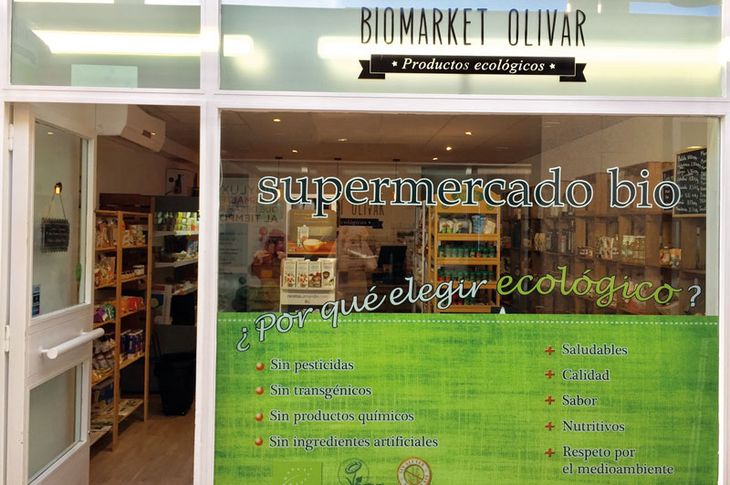 BIOMARKET OLIVAR
* Productos ecológicos *
supermercado bio
OLIVAR
¿Por qué elegir ecológico?
Sin pesticidas
Sin transgénicos
Sin productos químicos
Sin ingredientes artificiales
+ Saludables
+ Calidad
+ Sabor
+ Nutritivos
+ Respeto por
el medioambiente